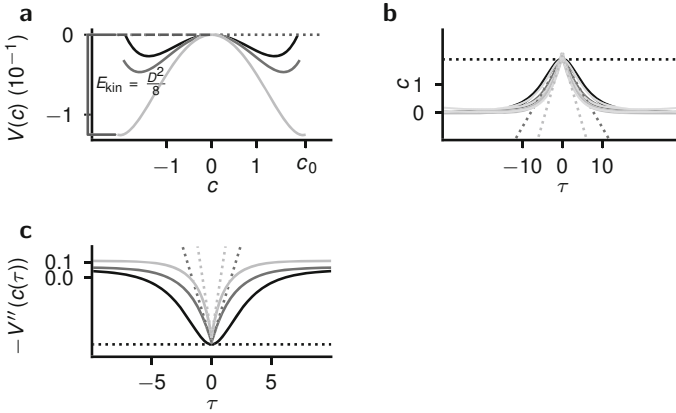 a
V(c) (10⁻¹)
0
−1
E_kin = D²/8
−1
0
1
c₀
c
b
c
1
0
−10
0
10
τ
c
−V′′(c(τ))
0.1
0.0
−5
0
5
τ